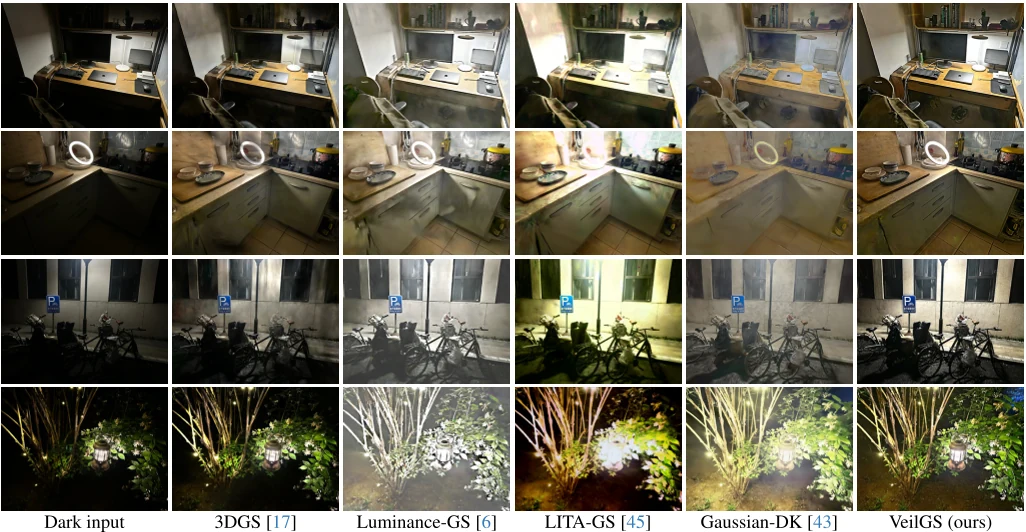 P
P
P
P
P
P
Dark input
3DGS [17]
Luminance-GS [6]
LITA-GS [45]
Gaussian-DK [43]
VeilGS (ours)